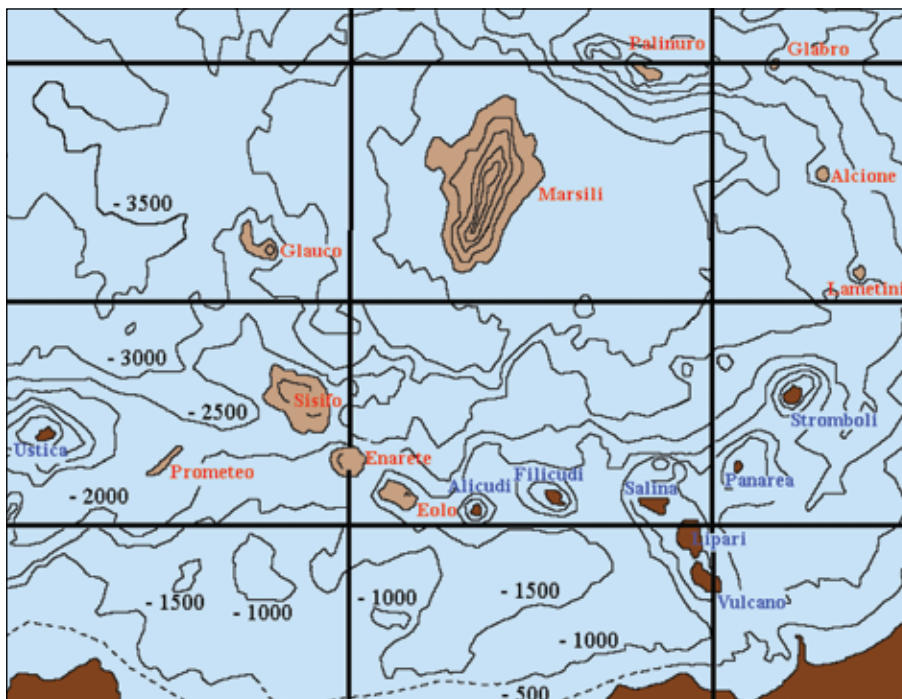 Palinuro
Glabro
Alcione
Marsili
- 3500
Glauco
Lametini
- 3000
Sisifo
- 2500
Stromboli
Ustica
Enarete
Prometeo
Filicudi
Panarea
Alicudi
Salina
- 2000
Eolo
Lipari
- 1500
- 1000
- 1000
- 1500
Vulcano
- 1000
- 500